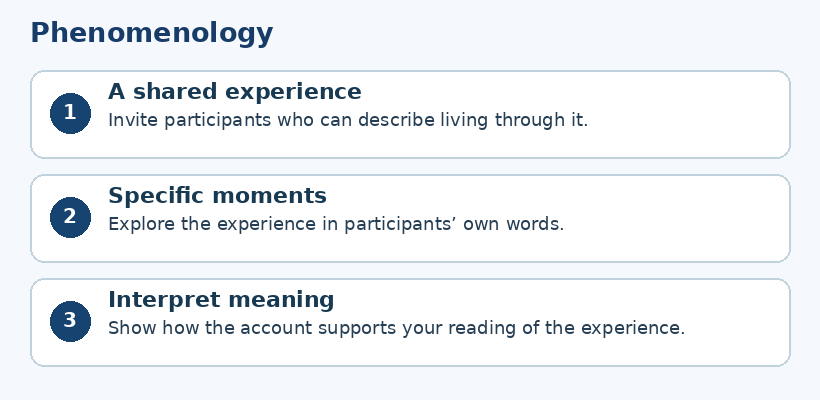 Phenomenology
1
A shared experience
Invite participants who can describe living through it.
2
Specific moments
Explore the experience in participants’ own words.
3
Interpret meaning
Show how the account supports your reading of the experience.